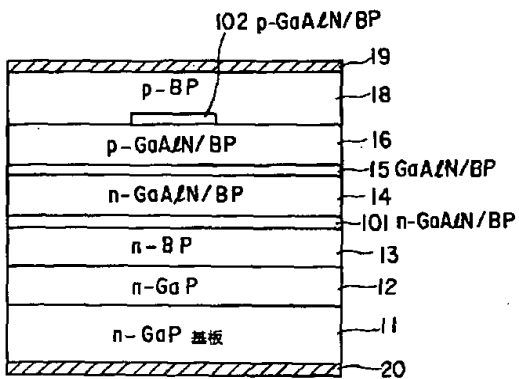 102 p-GaAlN/BP
19
p-BP
18
p-GaAlN/BP
16
15 GaAlN/BP
n-GaAlN/BP
14
101 n-GaAlN/BP
n-BP
13
n-GaP
12
n-GaP 基板
11
20